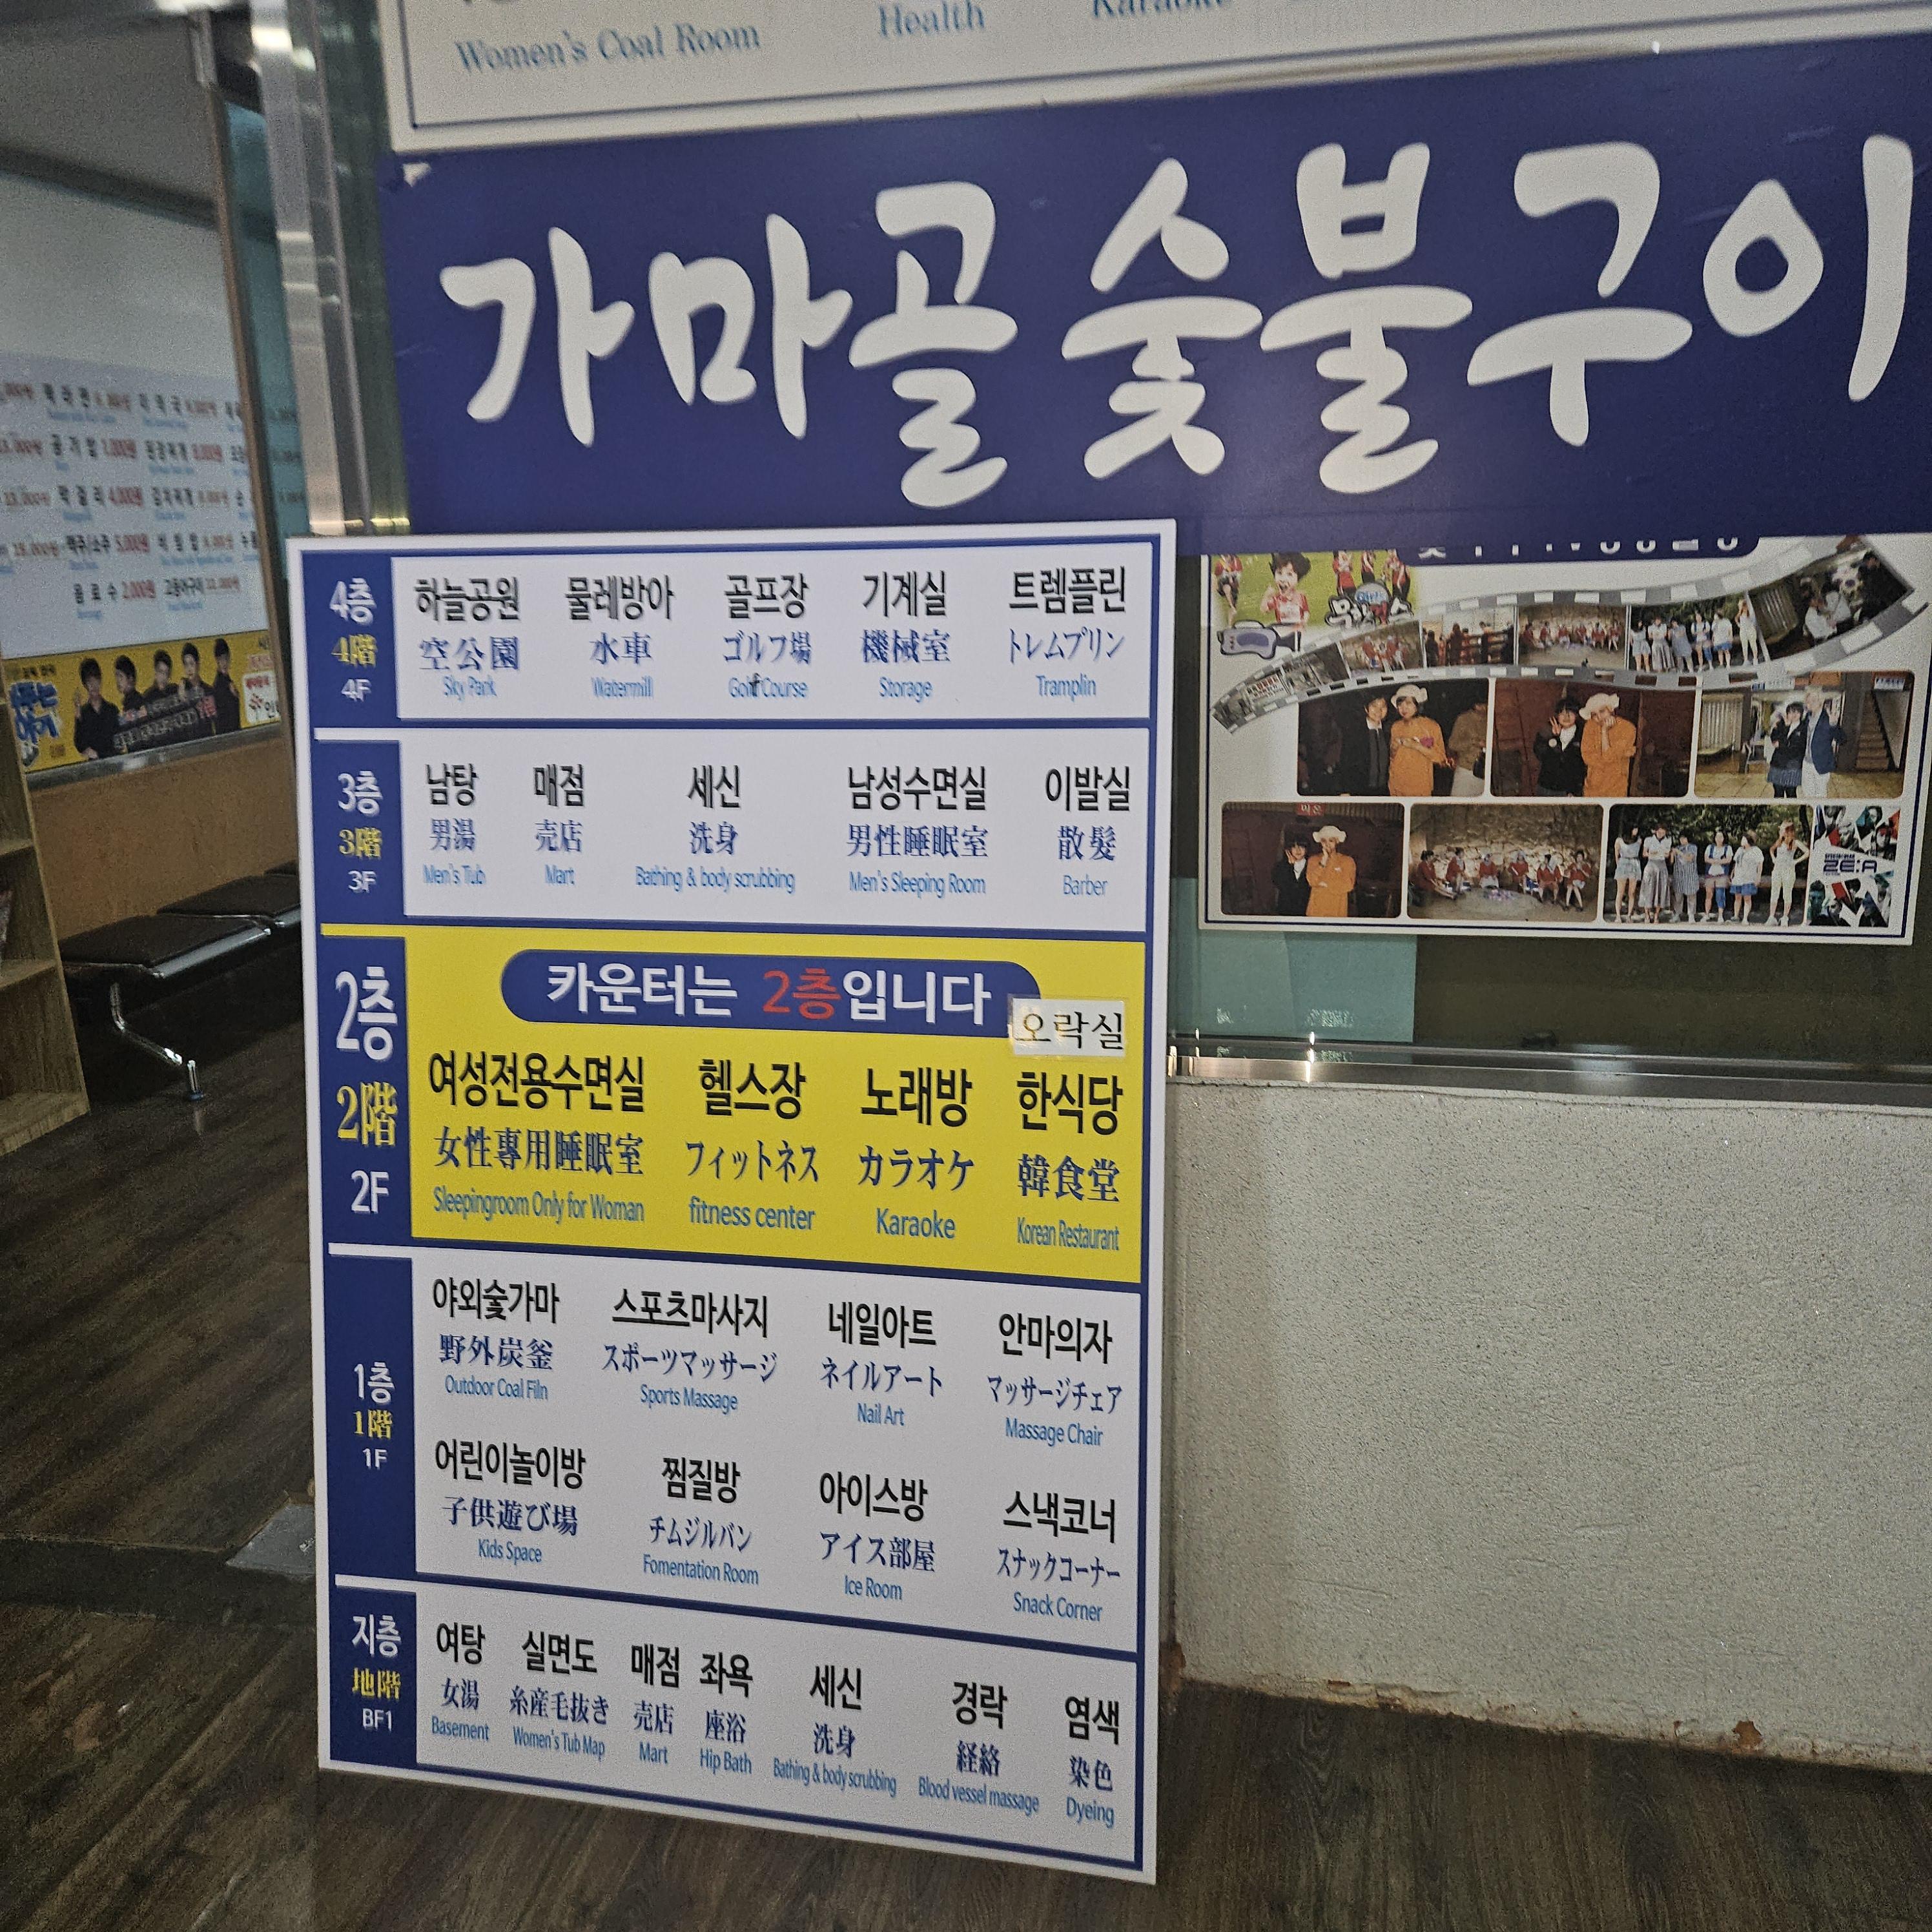 Women's Coal Room Health Karaoke
가마골 숯불구이
4층 하늘공원 물레방아 골프장 기계실 트렘플린
4階 空公園 水車 ゴルフ場 機械室 トレムプリン
4F Sky Park Watermill Golf Course Storage Tramplin
3층 남탕 매점 세신 남성수면실 이발실
3階 男湯 売店 洗身 男性睡眠室 散髪
3F Men's Tub Mart Bathing & body scrubbing Men's Sleeping Room Barber
카운터는 2층입니다
오락실
2층 여성전용수면실 헬스장 노래방 한식당
2階 女性專用睡眠室 フィットネス カラオケ 韓食堂
2F Sleepingroom Only for Woman fitness center Karaoke Korean Restaurant
야외숯가마 스포츠마사지 네일아트 안마의자
野外炭釜 スポーツマッサージ ネイルアート マッサージチェア
Outdoor Coal Filn Sports Massage Nail Art Massage Chair
1층
1階
1F
어린이놀이방 찜질방 아이스방 스낵코너
子供遊び場 チムジルバン アイス部屋 スナックコーナー
Kids Space Fomentation Room Ice Room Snack Corner
지층 여탕 실면도 매점 좌욕 세신 경락 염색
地階 女湯 糸産毛抜き 売店 座浴 洗身 経絡 染色
BF1 Basement Women's Tub Map Mart Hip Bath Bathing & body scrubbing Blood vessel massage Dyeing
ZE:A